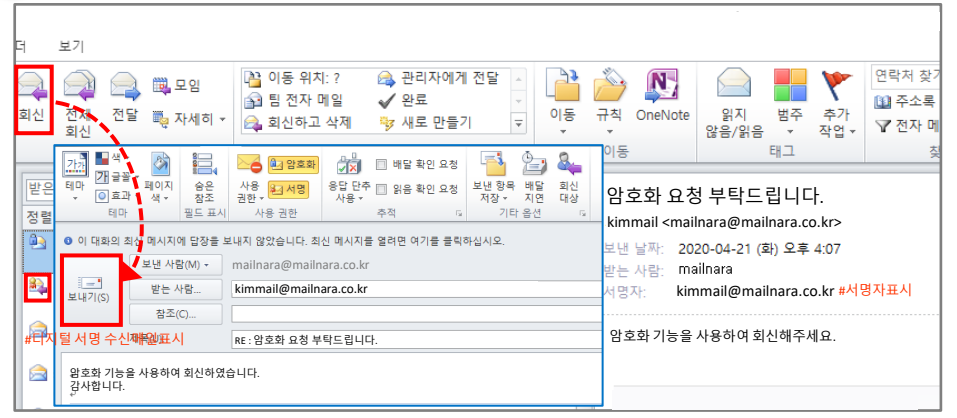 더 보기
회신 전체 회신 전달
모임
자세히
이동 위치: ? 관리자에게 전달
팀 전자 메일 완료
회신하고 삭제 새로 만들기
이동 규칙 OneNote
이동
읽지 않음/읽음 범주 추가 작업
태그
연락처 찾기
주소록
전자 메
찾
받은
정렬
가가 테마
색
가 글꼴
효과
테마
페이지 색
숨은 참조
필드 표시
사용 권한
암호화
서명
사용 권한
응답 단추 사용
배달 확인 요청
읽음 확인 요청
추적
보낸 항목 저장
배달 지연
회신 대상
기타 옵션
이 대화의 최신 메시지에 답장을 보내지 않았습니다. 최신 메시지를 열려면 여기를 클릭하십시오.
보내기(S)
보낸 사람(M) mailnara@mailnara.co.kr
받는 사람... kimmail@mailnara.co.kr
참조(C)...
제목(U): RE : 암호화 요청 부탁드립니다.
#디지털 서명 수신메일표시
암호화 기능을 사용하여 회신하였습니다.
감사합니다.
암호화 요청 부탁드립니다.
kimmail <mailnara@mailnara.co.kr>
보낸 날짜: 2020-04-21 (화) 오후 4:07
받는 사람: mailnara
서명자: kimmail@mailnara.co.kr #서명자표시
암호화 기능을 사용하여 회신해주세요.